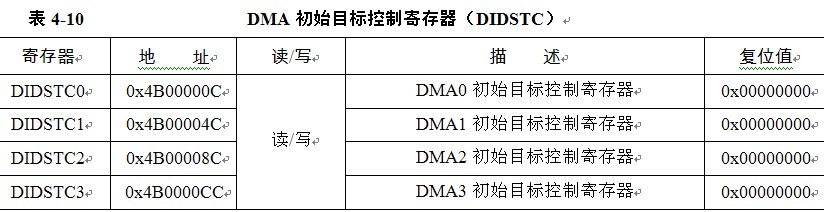 表 4-10 DMA 初始目标控制寄存器（DIDSTC）
寄存器 地 址 读/写 描 述 复位值
DIDSTC0 0x4B00000C 读/写 DMA0 初始目标控制寄存器 0x00000000
DIDSTC1 0x4B00004C DMA1 初始目标控制寄存器 0x00000000
DIDSTC2 0x4B00008C DMA2 初始目标控制寄存器 0x00000000
DIDSTC3 0x4B0000CC DMA3 初始目标控制寄存器 0x00000000